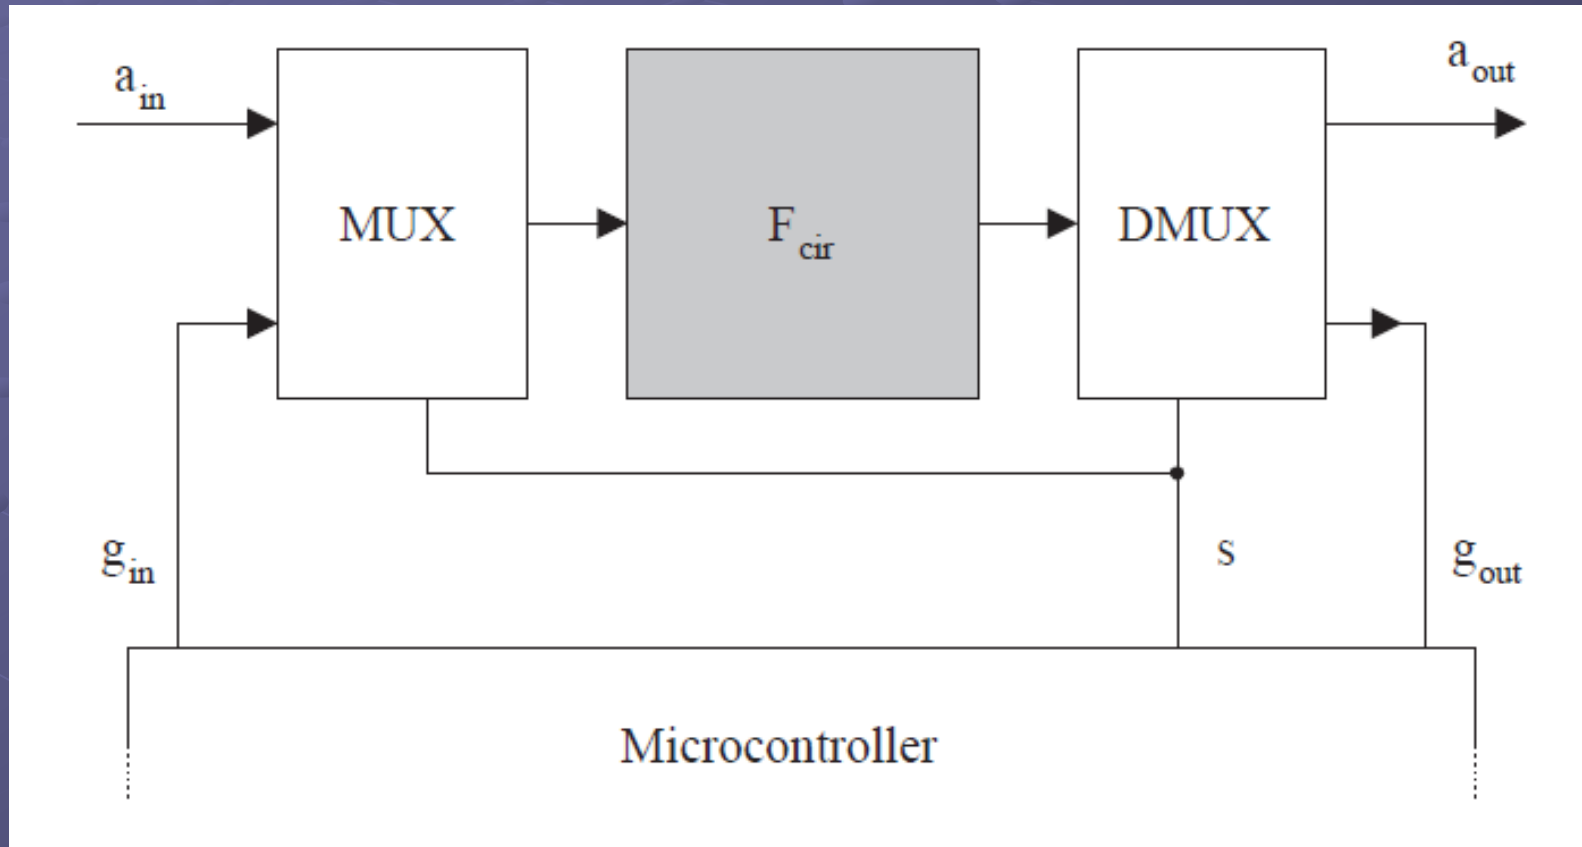 a_in
a_out
MUX
F_cir
DMUX
g_in
s
g_out
Microcontroller